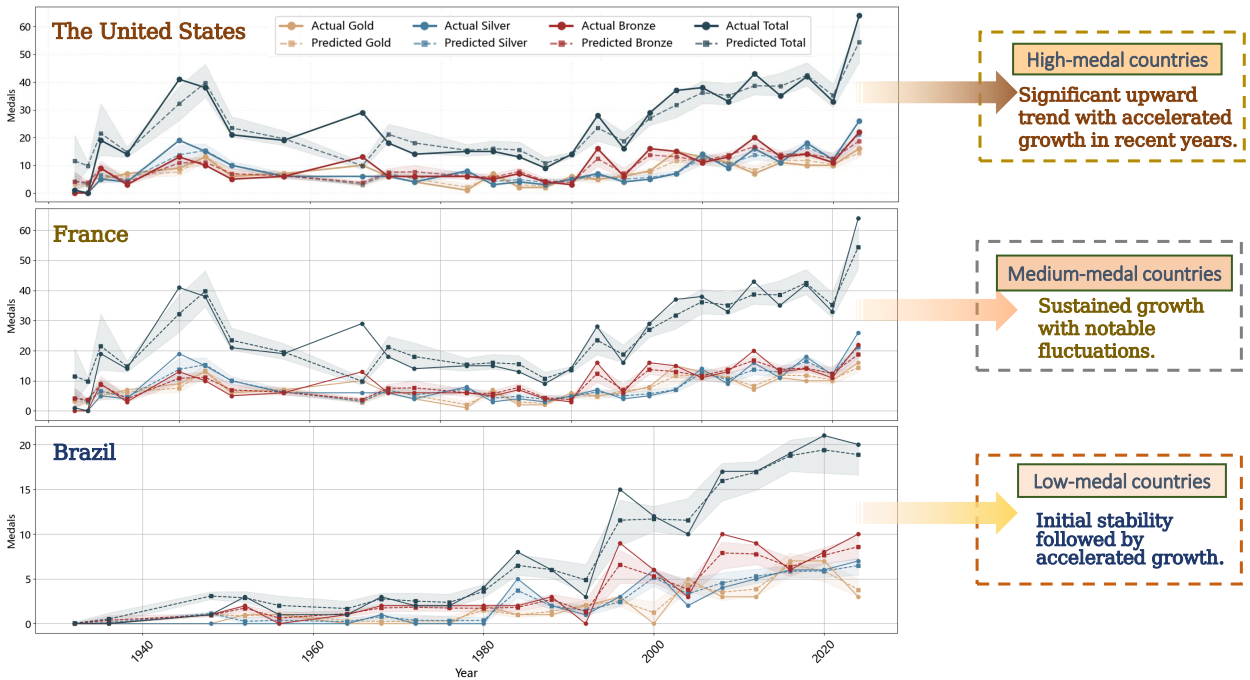 The United States
Actual Gold
Actual Silver
Actual Bronze
Actual Total
Predicted Gold
Predicted Silver
Predicted Bronze
Predicted Total
60
50
40
30
20
10
0
Medals
High-medal countries
Significant upward
trend with accelerated
growth in recent years.
France
60
50
40
30
20
10
0
Medals
Medium-medal countries
Sustained growth
with notable
fluctuations.
Brazil
20
15
10
5
0
Medals
1940
1960
1980
2000
2020
Year
Low-medal countries
Initial stability
followed by
accelerated growth.